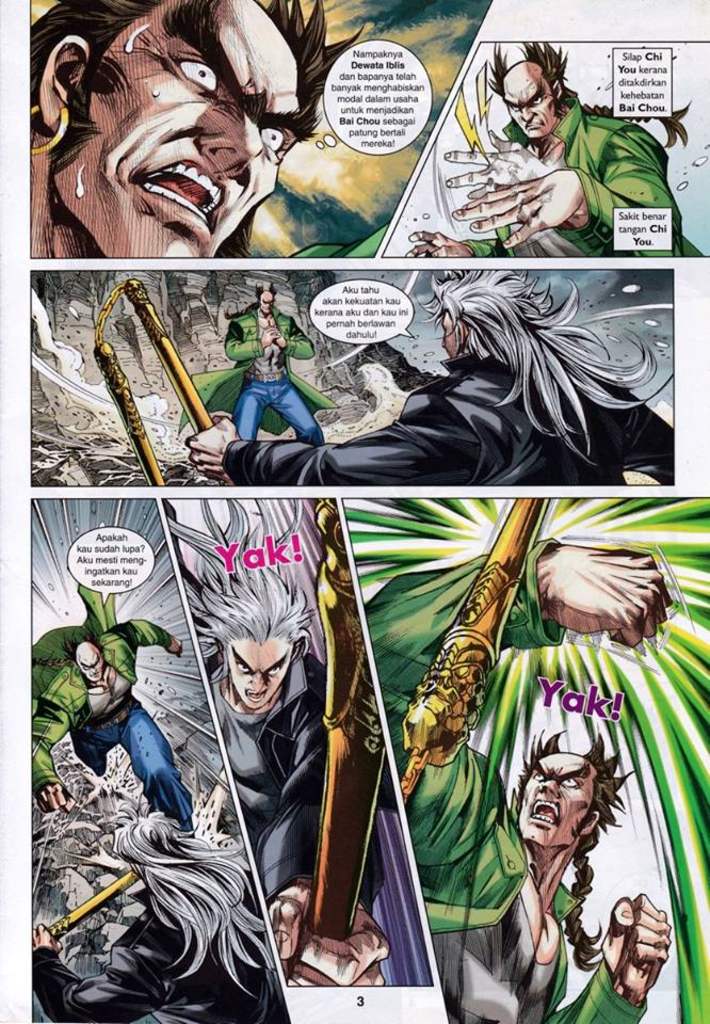 Nampaknya
Dewata Iblis
dan bapanya telah
banyak menghabiskan
modal dalam usaha
untuk menjadikan
Bai Chou sebagai
patung bertali
mereka!
Silap Chi
You kerana
ditakdirkan
kehebatan
Bai Chou.
Sakit benar
tangan Chi
You.
Aku tahu
akan kekuatan kau
kerana aku dan kau ini
pernah berlawan
dahulu!
Apakah
kau sudah lupa?
Aku mesti meng-
ingatkan kau
sekarang!
Yak!
Yak!
3